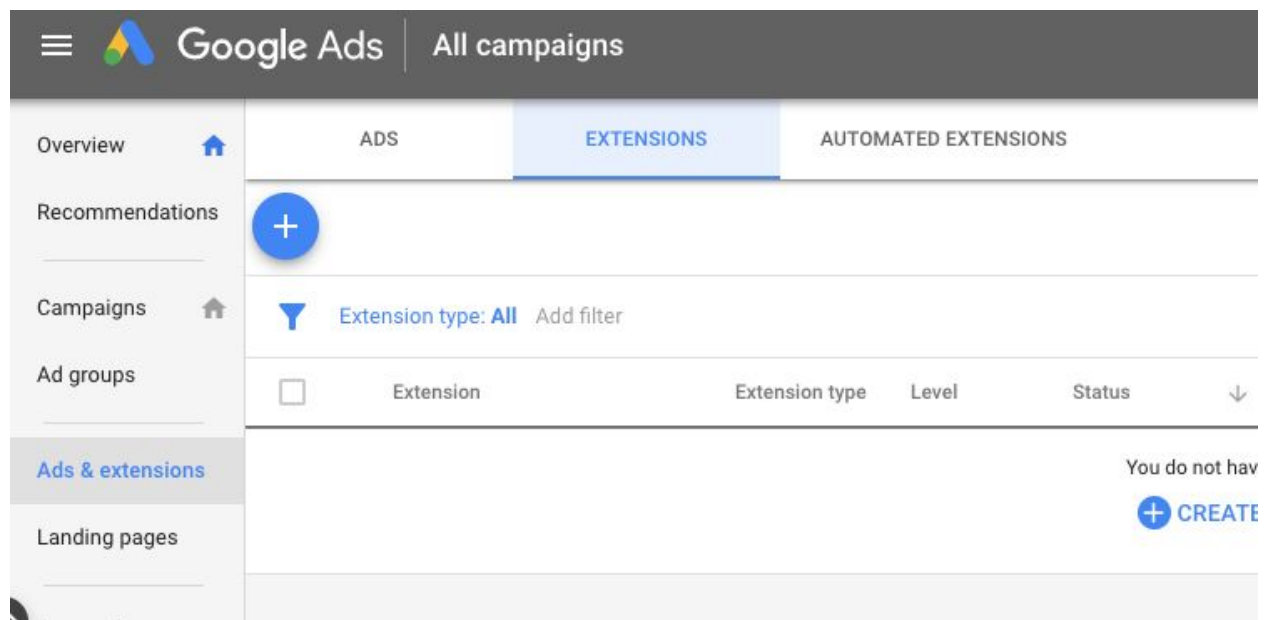 Google Ads All campaigns
Overview
Recommendations
Campaigns
Ad groups
Ads & extensions
Landing pages
ADS EXTENSIONS AUTOMATED EXTENSIONS
Extension type: All Add filter
Extension Extension type Level Status
You do not hav
CREATE